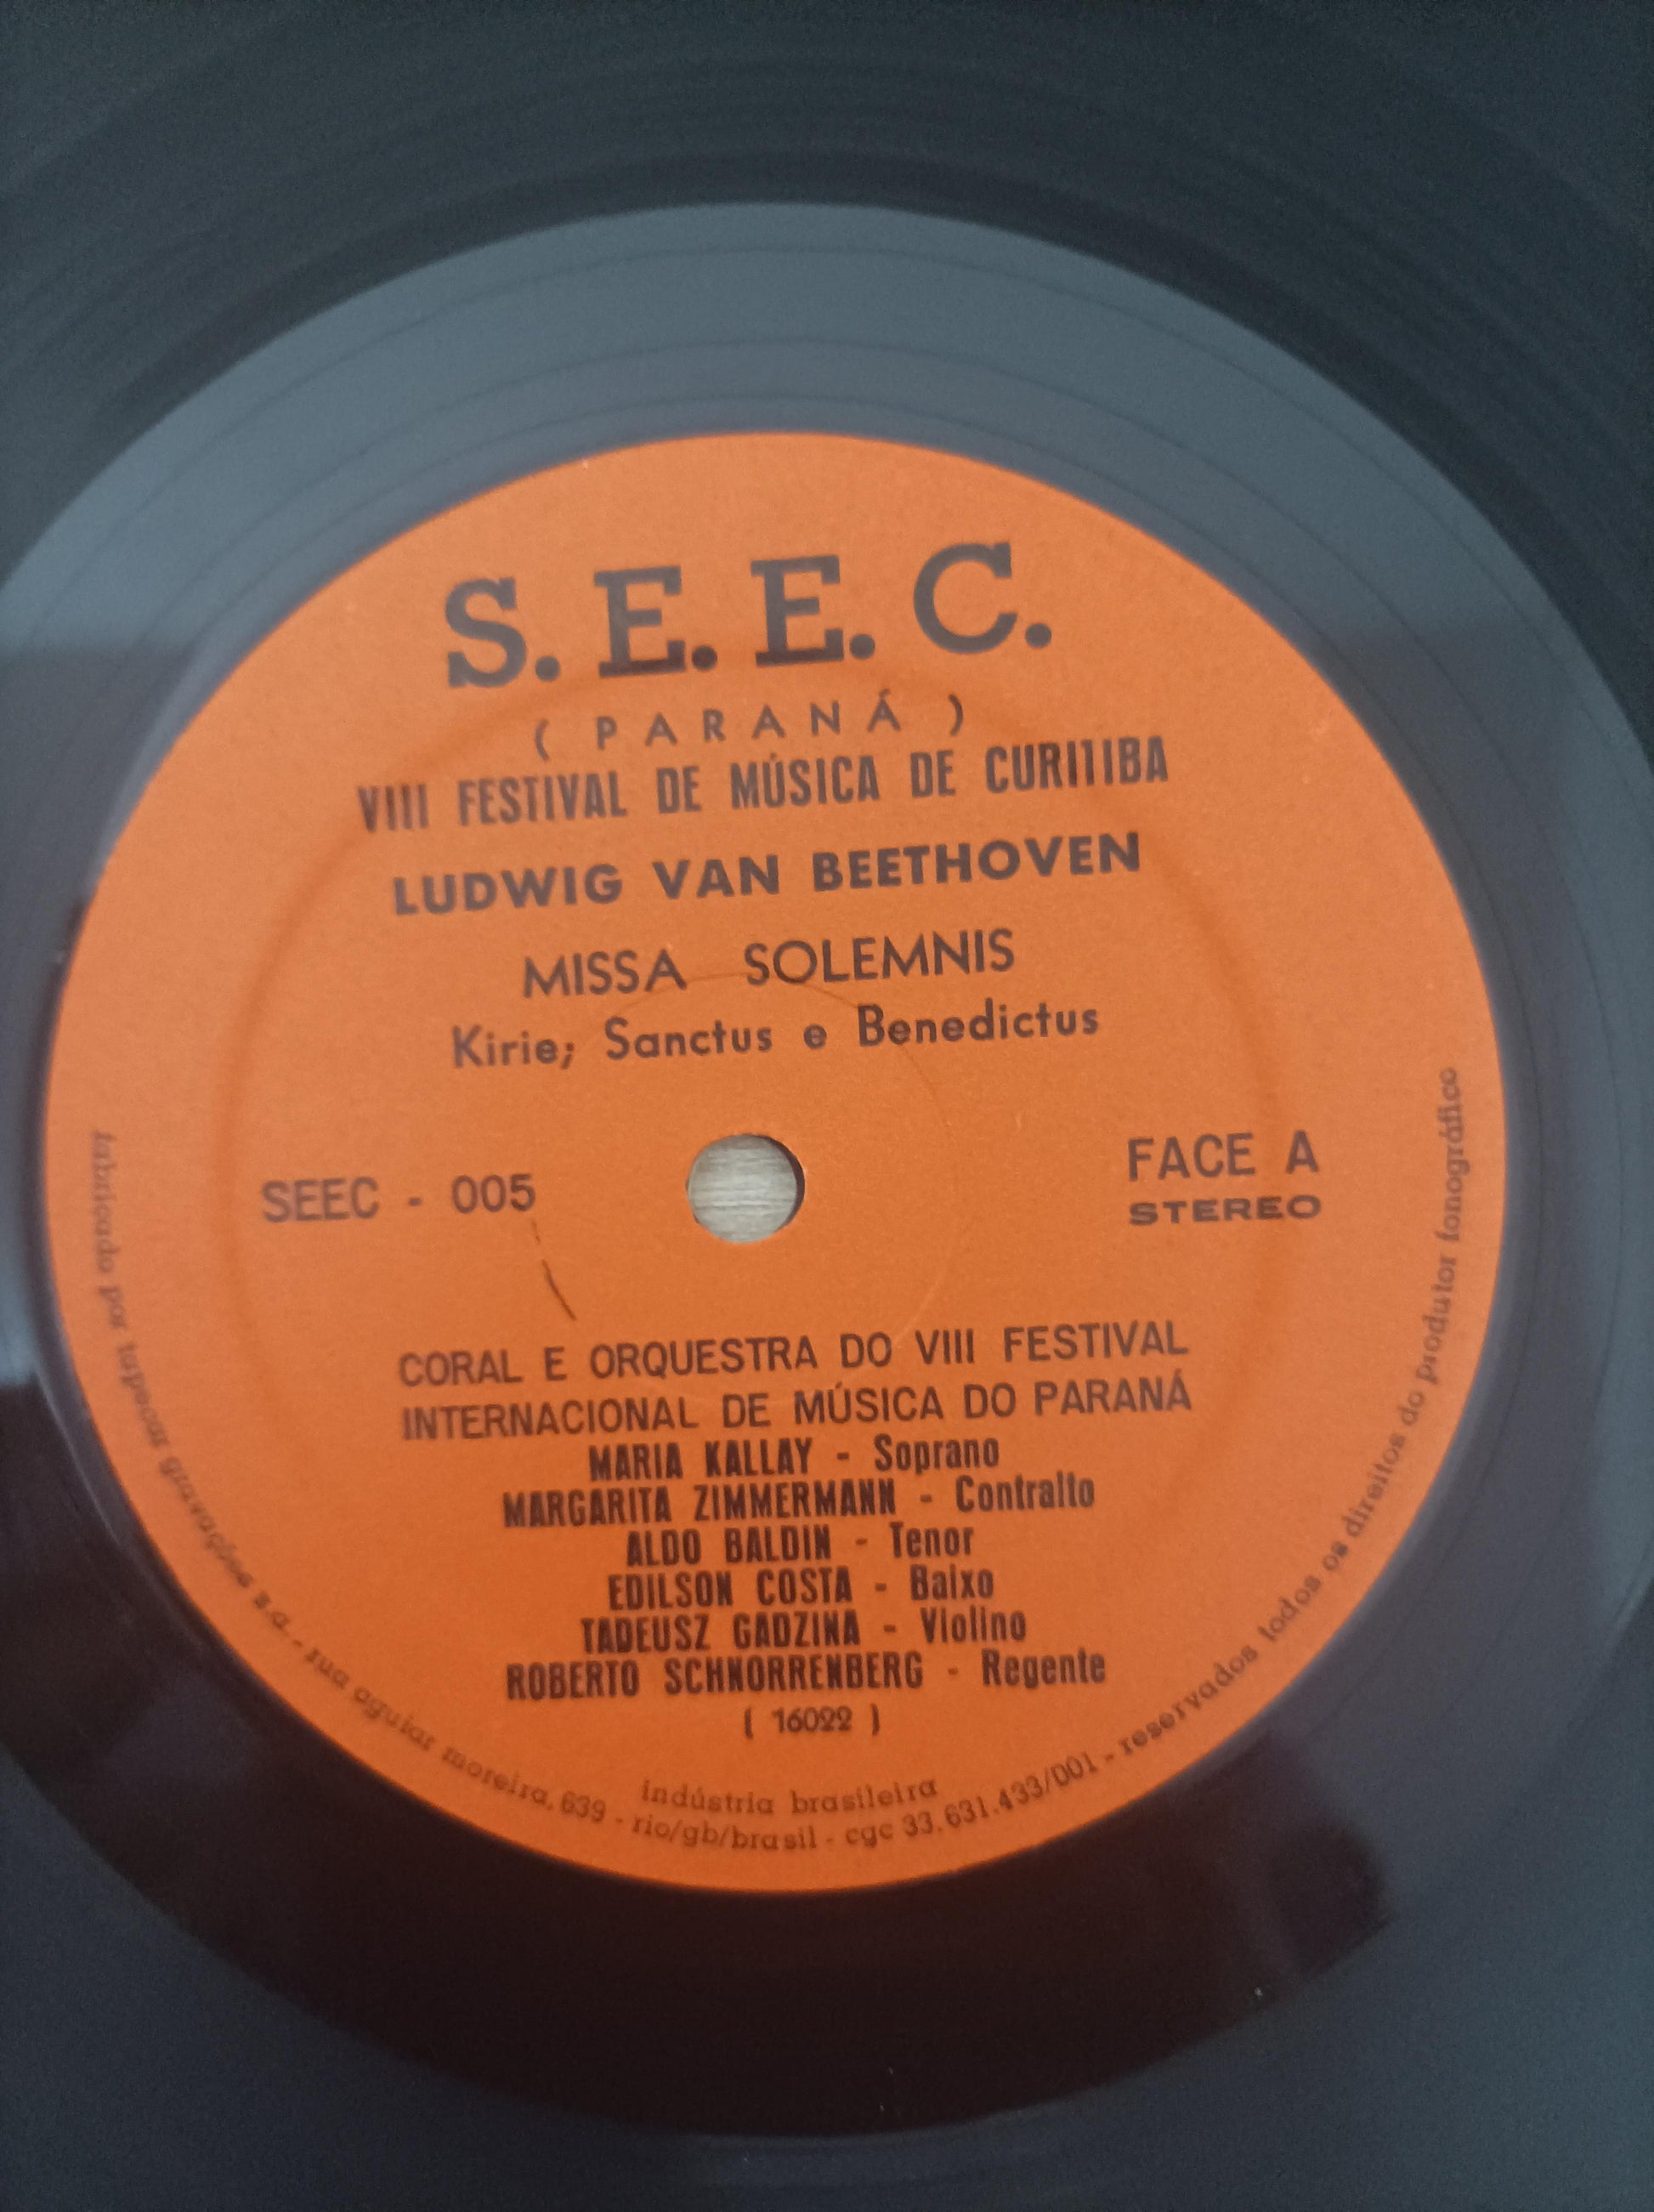 S. E. E. C.
( PARANÁ )
VIII FESTIVAL DE MÚSICA DE CURITIBA
LUDWIG VAN BEETHOVEN
MISSA SOLEMNIS
Kirie; Sanctus e Benedictus
SEEC - 005
FACE A
STEREO
CORAL E ORQUESTRA DO VIII FESTIVAL
INTERNACIONAL DE MÚSICA DO PARANÁ
MARIA KALLAY - Soprano
MARGARITA ZIMMERMANN - Contralto
ALDO BALDIN - Tenor
EDILSON COSTA - Baixo
TADEUSZ GADZINA - Violino
ROBERTO SCHNORRENBERG - Regente
( 16022 )
indústria brasileira
fabricado por tapecar gravações s.a. - rua aguiar moreira, 639 - rio/gb/brasil - cgc 33.631.433/001 - reservados todos os direitos do produtor fonográfico